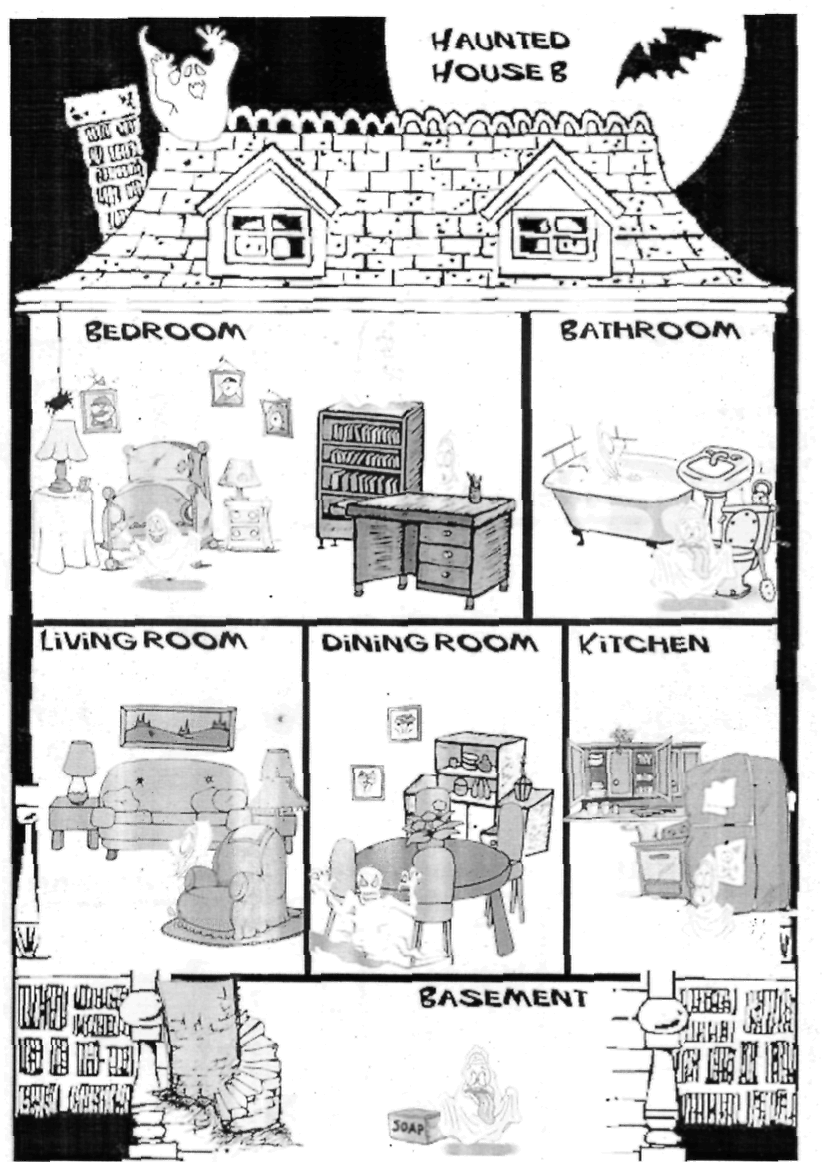 HAUNTED
HOUSE B
BEDROOM
BATHROOM
LiViNG ROOM
DiNiNG ROOM
KiTCHEN
BASEMENT
SOAP